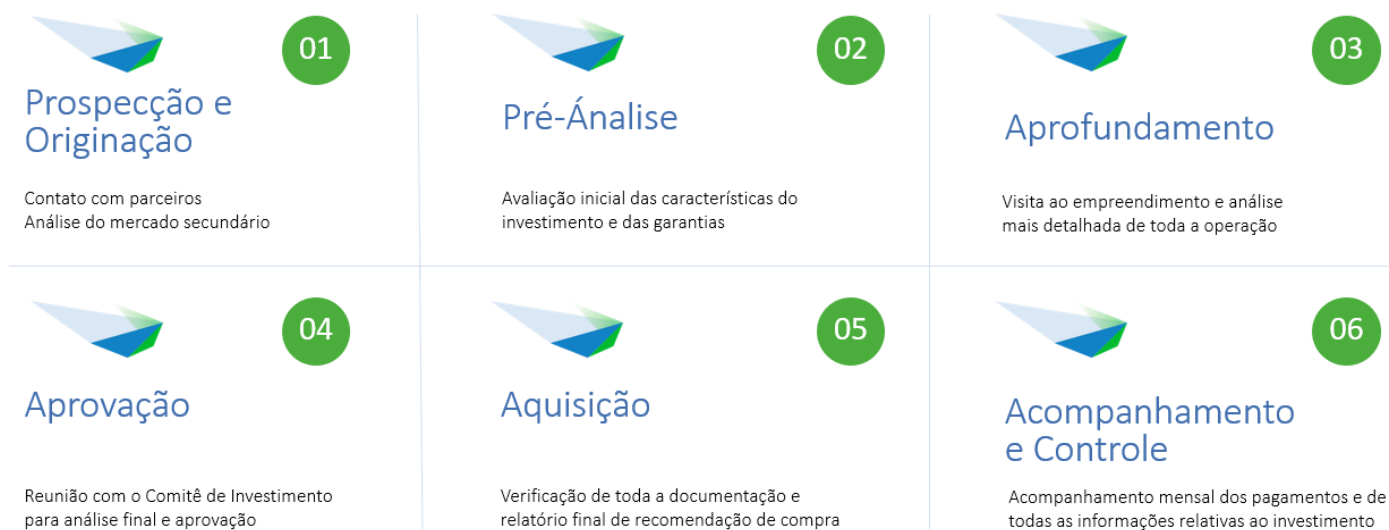 01
Prospecção e
Originação
Contato com parceiros
Análise do mercado secundário
02
Pré-Ánalise
Avaliação inicial das características do
investimento e das garantias
03
Aprofundamento
Visita ao empreendimento e análise
mais detalhada de toda a operação
04
Aprovação
Reunião com o Comitê de Investimento
para análise final e aprovação
05
Aquisição
Verificação de toda a documentação e
relatório final de recomendação de compra
06
Acompanhamento
e Controle
Acompanhamento mensal dos pagamentos e de
todas as informações relativas ao investimento